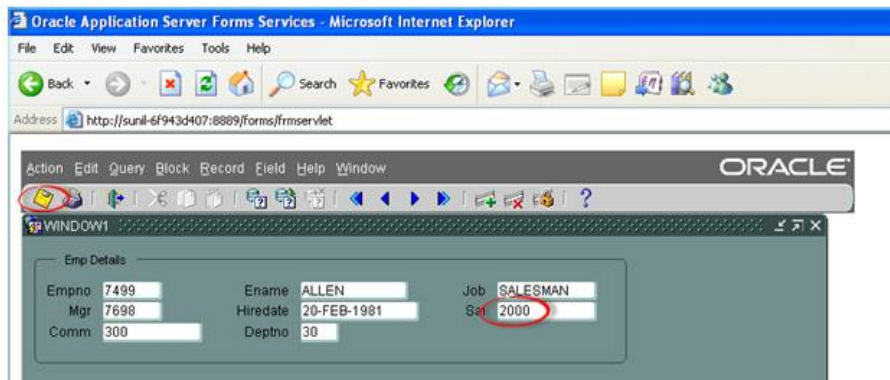 Oracle Application Server Forms Services - Microsoft Internet Explorer
File Edit View Favorites Tools Help
Back Search Favorites
Address http://sunil-6f943d407:8889/forms/frmservlet
Action Edit Query Block Record Field Help Window ORACLE
WINDOW1
Emp Details
Empno 7499 Ename ALLEN Job SALESMAN
Mgr 7698 Hiredate 20-FEB-1981 Sal 2000
Comm 300 Deptno 30